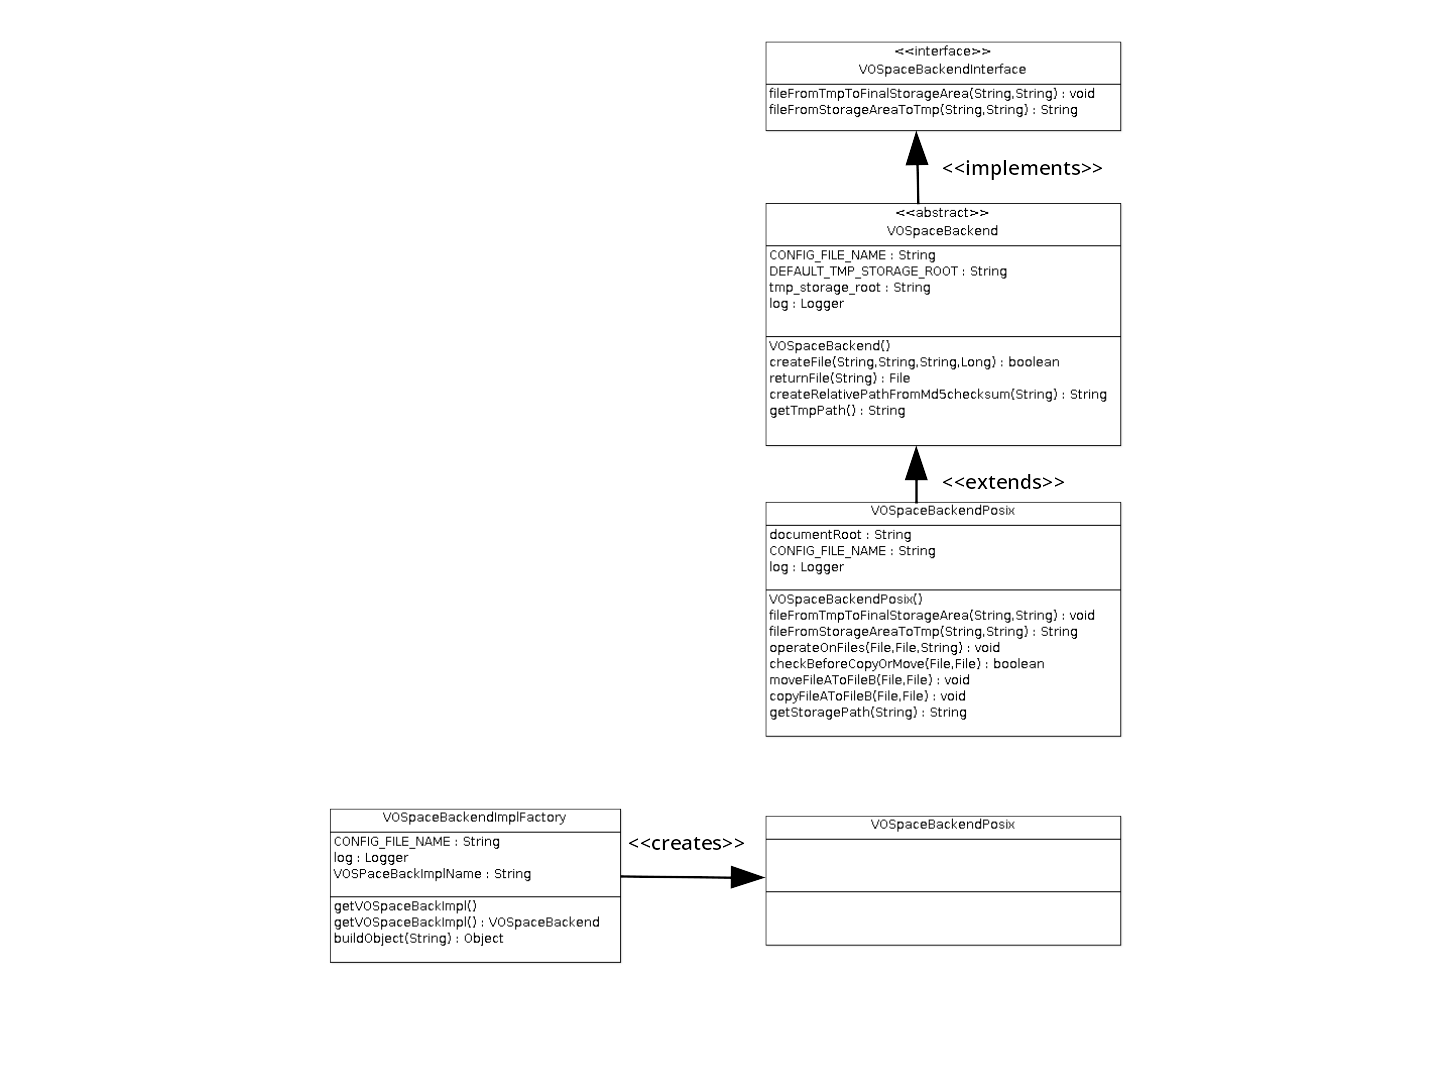 <<interface>>
VOSpaceBackendInterface
fileFromTmpToFinalStorageArea(String,String) : void
fileFromStorageAreaToTmp(String,String) : String
<<implements>>
<<abstract>>
VOSpaceBackend
CONFIG_FILE_NAME : String
DEFAULT_TMP_STORAGE_ROOT : String
tmp_storage_root : String
log : Logger
VOSpaceBackend()
createFile(String,String,String,Long) : boolean
returnFile(String) : File
createRelativePathFromMd5checksum(String) : String
getTmpPath() : String
<<extends>>
VOSpaceBackendPosix
documentRoot : String
CONFIG_FILE_NAME : String
log : Logger
VOSpaceBackendPosix()
fileFromTmpToFinalStorageArea(String,String) : void
fileFromStorageAreaToTmp(String,String) : String
operateOnFiles(File,File,String) : void
checkBeforeCopyOrMove(File,File) : boolean
moveFileAToFileB(File,File) : void
copyFileAToFileB(File,File) : void
getStoragePath(String) : String
VOSpaceBackendImplFactory
CONFIG_FILE_NAME : String
log : Logger
VOSPaceBackImplName : String
getVOSpaceBackImpl()
getVOSpaceBackImpl() : VOSpaceBackend
buildObject(String) : Object
<<creates>>
VOSpaceBackendPosix